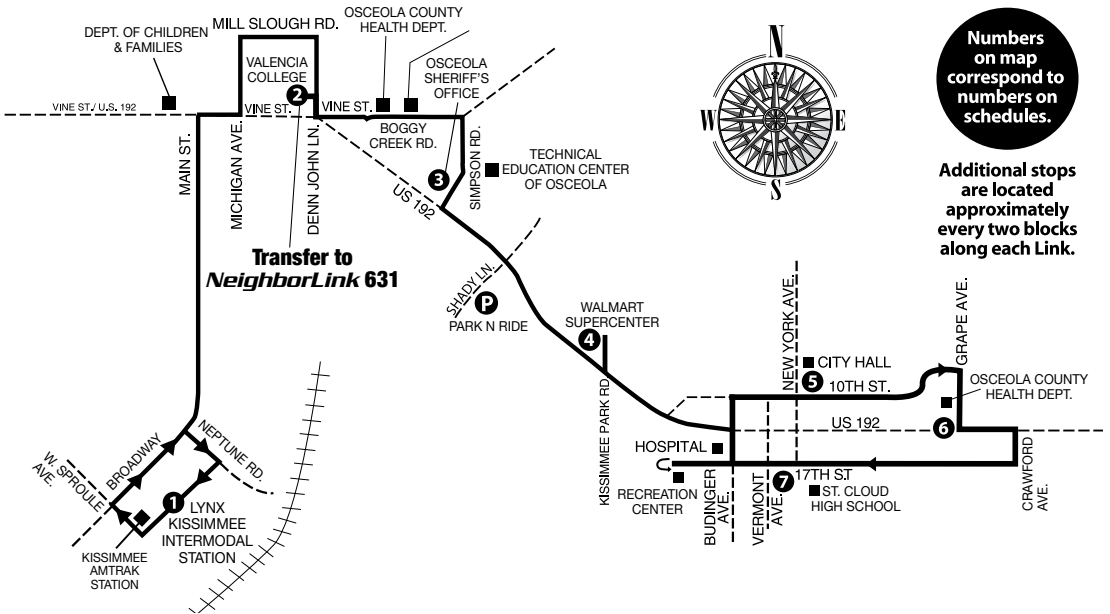 MILL SLOUGH RD.
OSCEOLA COUNTY
HEALTH DEPT.
DEPT. OF CHILDREN
& FAMILIES
VALENCIA
COLLEGE
OSCEOLA
SHERIFF'S
OFFICE
VINE ST./ U.S. 192
VINE ST.
2
VINE ST.
BOGGY
CREEK RD.
MAIN ST.
MICHIGAN AVE.
DENN JOHN LN.
US 192
3
SIMPSON RD.
TECHNICAL
EDUCATION CENTER
OF OSCEOLA
Transfer to
NeighborLink 631
SHADY LN.
P
PARK N RIDE
WALMART
SUPERCENTER
4
KISSIMMEE PARK RD.
N
W
E
S
Numbers
on map
correspond to
numbers on
schedules.
Additional stops
are located
approximately
every two blocks
along each Link.
NEW YORK AVE.
CITY HALL
5
10TH ST.
GRAPE AVE.
OSCEOLA COUNTY
HEALTH DEPT.
US 192
6
HOSPITAL
RECREATION
CENTER
BUDINGER
AVE.
VERMONT
AVE.
7
17TH S.T
ST. CLOUD
HIGH SCHOOL
CRAWFORD
AVE.
BROADWAY
NEPTUNE RD.
W. SPROULE
AVE.
1
LYNX
KISSIMMEE
INTERMODAL
STATION
KISSIMMEE
AMTRAK
STATION